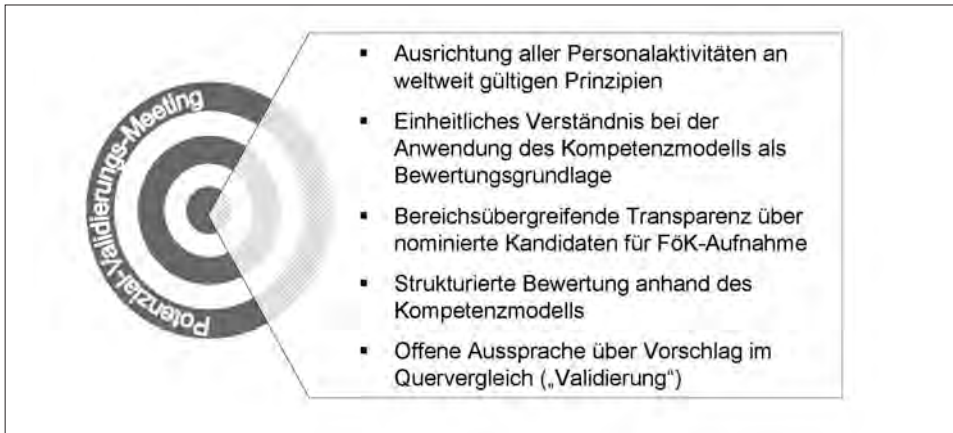 Potenzial-Validierungs-Meeting
▪ Ausrichtung aller Personalaktivitäten an
weltweit gültigen Prinzipien
▪ Einheitliches Verständnis bei der
Anwendung des Kompetenzmodells als
Bewertungsgrundlage
▪ Bereichsübergreifende Transparenz über
nominierte Kandidaten für FöK-Aufnahme
▪ Strukturierte Bewertung anhand des
Kompetenzmodells
▪ Offene Aussprache über Vorschlag im
Quervergleich („Validierung“)